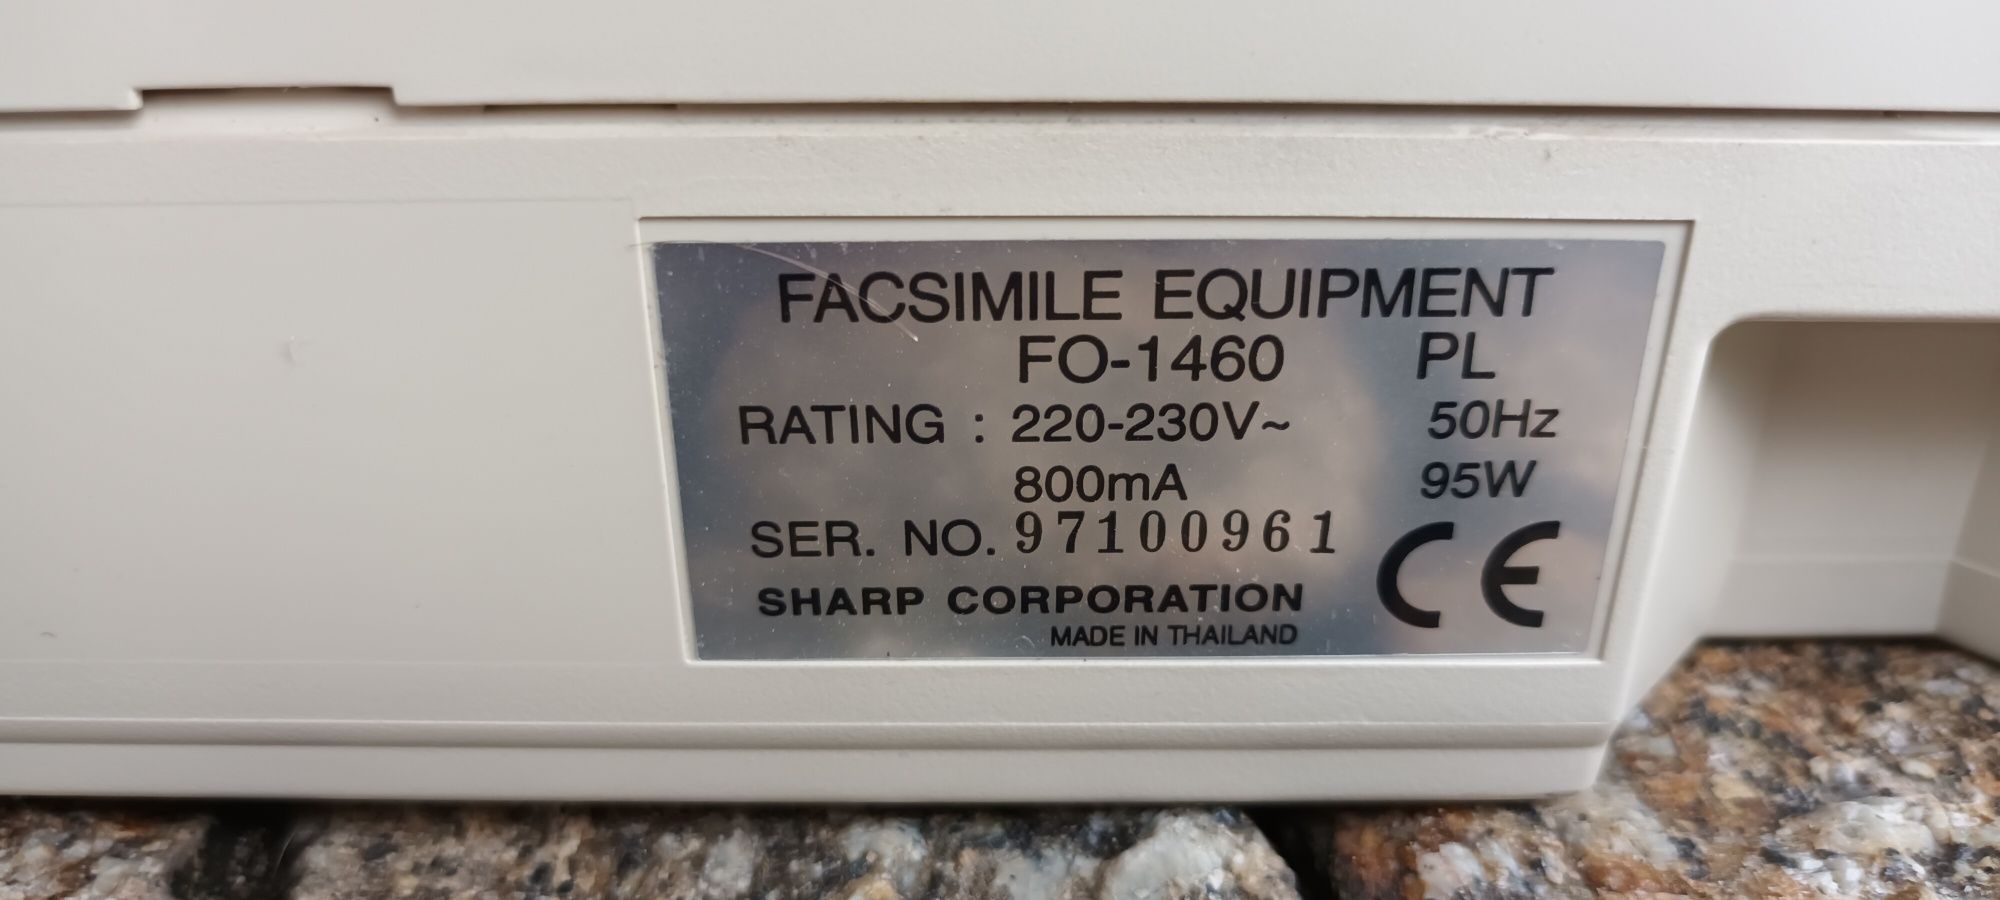 FACSIMILE EQUIPMENT
FO-1460 PL
RATING : 220-230V~ 50Hz
800mA 95W
SER. NO. 97100961
SHARP CORPORATION
MADE IN THAILAND
CE